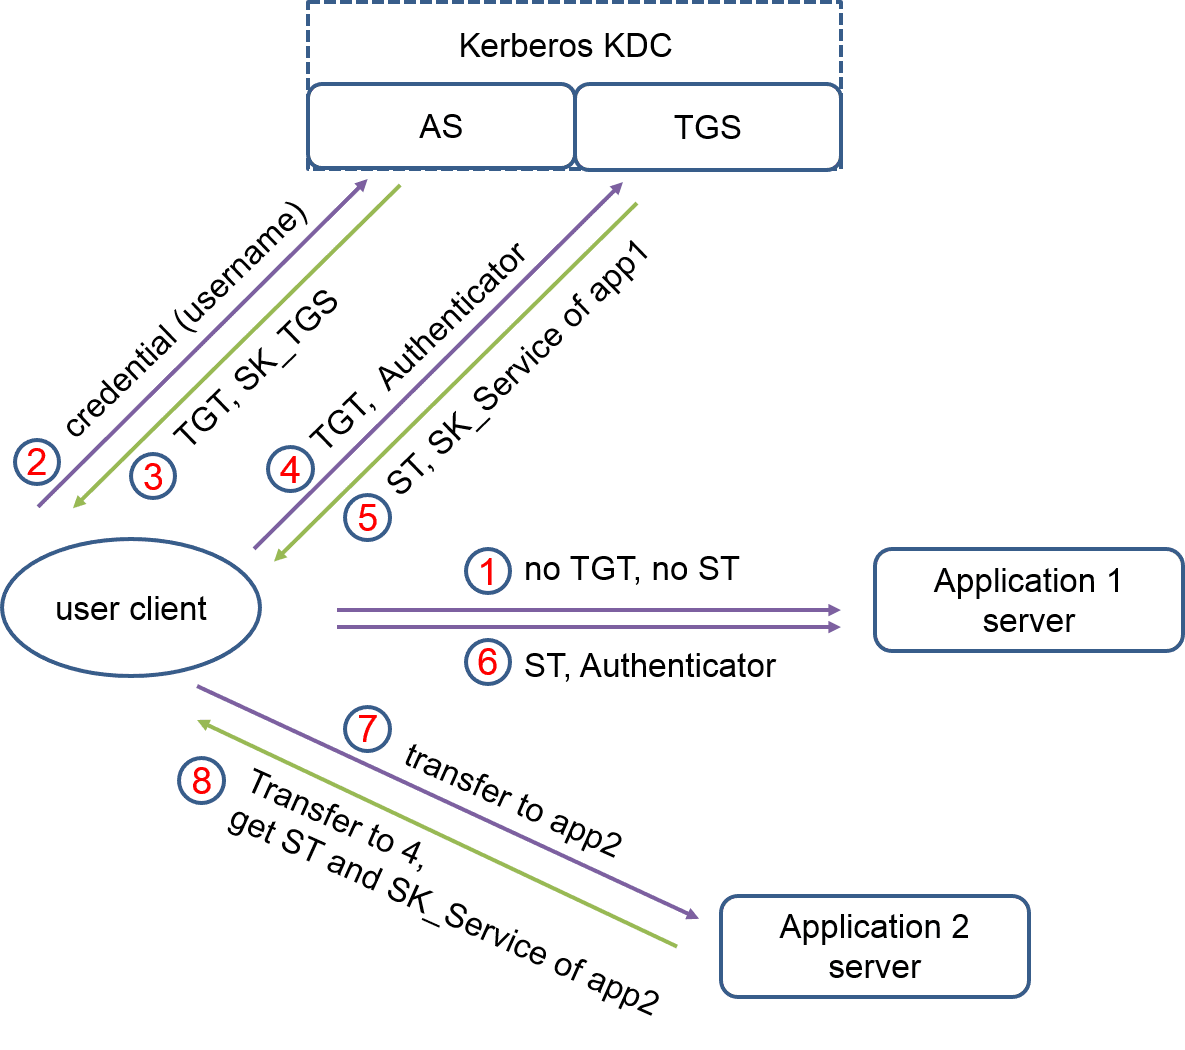 Kerberos KDC
AS
TGS
credential (username)
2
TGT, SK_TGS
3
TGT, Authenticator
4
ST, SK_Service of app1
5
user client
1
no TGT, no ST
6
ST, Authenticator
Application 1
server
7
transfer to app2
8
Transfer to 4,
get ST and SK_Service of app2
Application 2
server